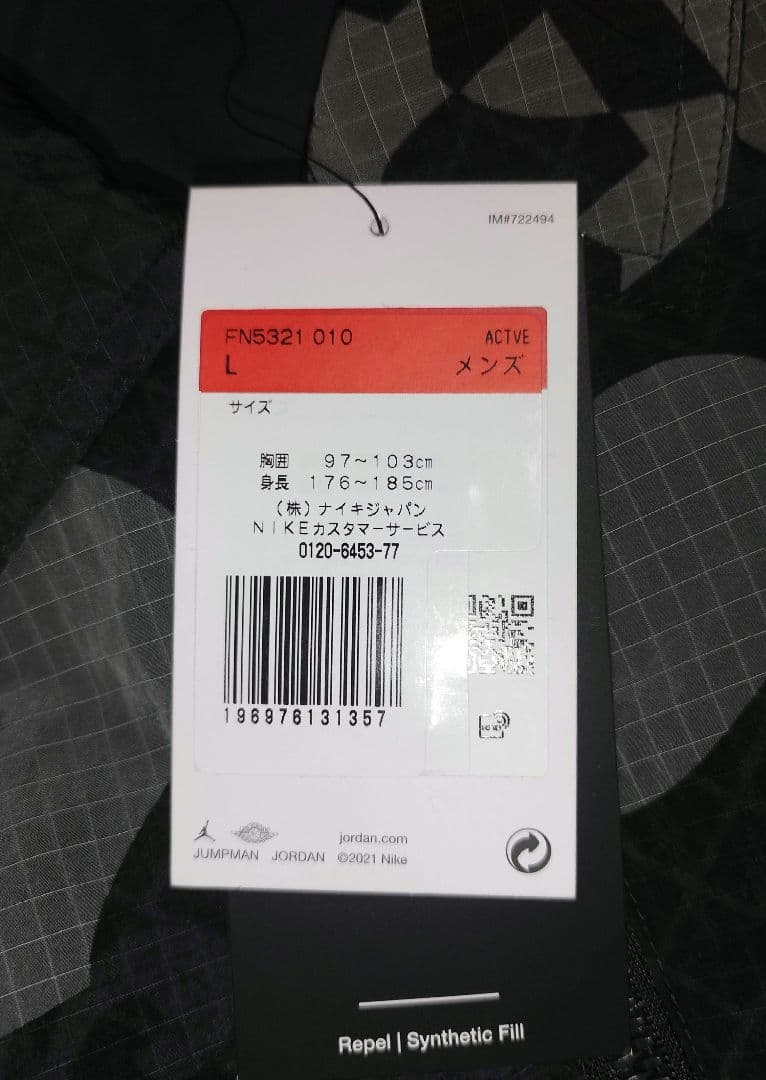 IM#722494
FN5321 010 ACTVE
L メンズ
サイズ
胸囲 97～103cm
身長 176～185cm
(株)ナイキジャパン
NIKEカスタマーサービス
0120-6453-77
196976131357
jordan.com
JUMPMAN JORDAN ©2021 Nike
Repel | Synthetic Fill